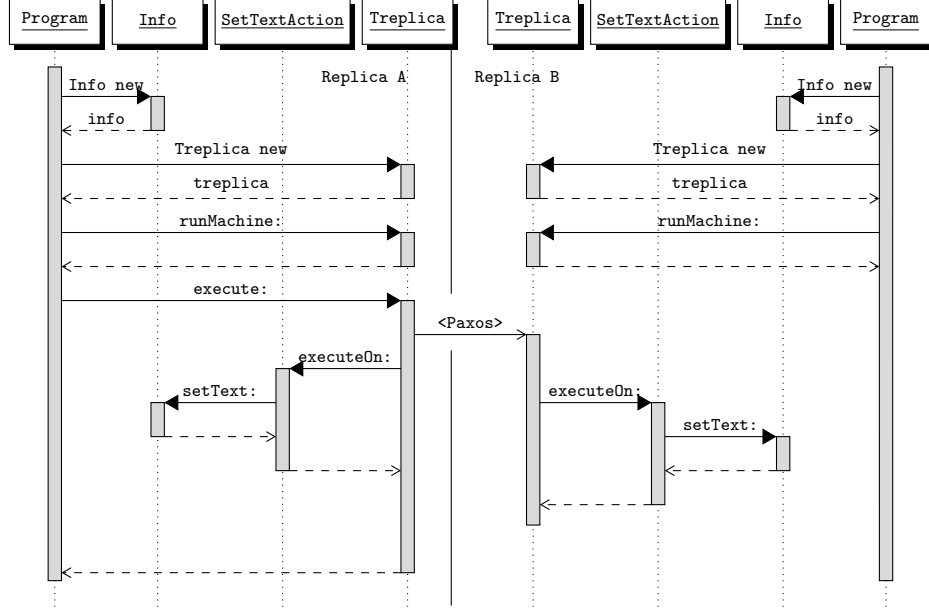 Program Info SetTextAction Treplica Treplica SetTextAction Info Program
Replica A Replica B
Info new Info new
info info
Treplica new Treplica new
treplica treplica
runMachine: runMachine:
execute:
<Paxos>
executeOn:
setText: executeOn:
setText: